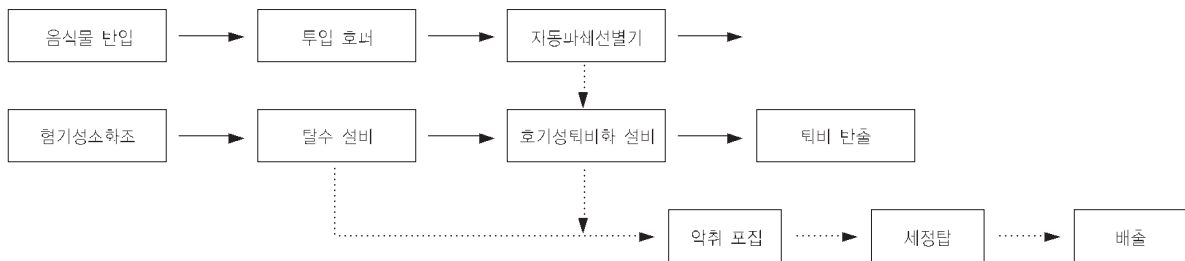 음식물 반입
투입 호퍼
자동파쇄선별기
혐기성소화조
탈수 설비
호기성퇴비화 설비
퇴비 반출
악취 포집
세정탑
배출